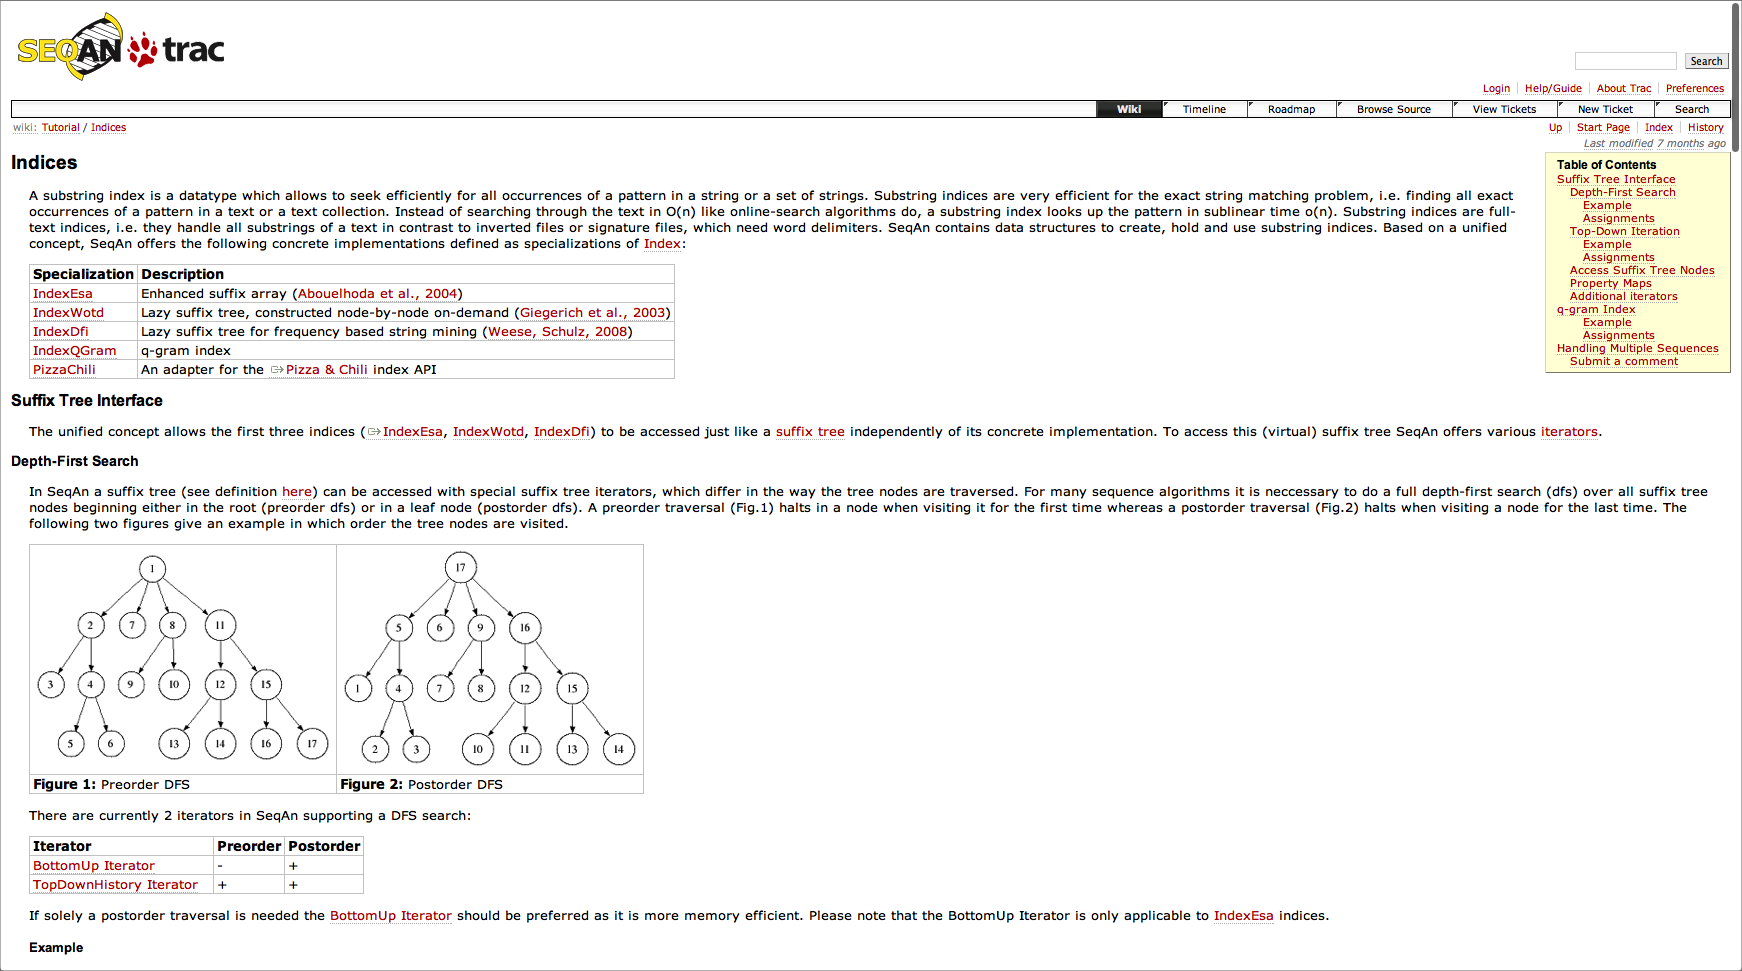 SEQAN trac
Search
Login Help/Guide About Trac Preferences
Wiki Timeline Roadmap Browse Source View Tickets New Ticket Search
wiki: Tutorial / Indices
Up Start Page Index History
Last modified 7 months ago
Indices
A substring index is a datatype which allows to seek efficiently for all occurrences of a pattern in a string or a set of strings. Substring indices are very efficient for the exact string matching problem, i.e. finding all exact
occurrences of a pattern in a text or a text collection. Instead of searching through the text in O(n) like online-search algorithms do, a substring index looks up the pattern in sublinear time o(n). Substring indices are full-
text indices, i.e. they handle all substrings of a text in contrast to inverted files or signature files, which need word delimiters. SeqAn contains data structures to create, hold and use substring indices. Based on a unified
concept, SeqAn offers the following concrete implementations defined as specializations of Index:
Table of Contents
Suffix Tree Interface
Depth-First Search
Example
Assignments
Top-Down Iteration
Example
Assignments
Access Suffix Tree Nodes
Property Maps
Additional iterators
q-gram Index
Example
Assignments
Handling Multiple Sequences
Submit a comment
Specialization Description
IndexEsa Enhanced suffix array (Abouelhoda et al., 2004)
IndexWotd Lazy suffix tree, constructed node-by-node on-demand (Giegerich et al., 2003)
IndexDfi Lazy suffix tree for frequency based string mining (Weese, Schulz, 2008)
IndexQGram q-gram index
PizzaChili An adapter for the Pizza & Chili index API
Suffix Tree Interface
The unified concept allows the first three indices (IndexEsa, IndexWotd, IndexDfi) to be accessed just like a suffix tree independently of its concrete implementation. To access this (virtual) suffix tree SeqAn offers various iterators.
Depth-First Search
In SeqAn a suffix tree (see definition here) can be accessed with special suffix tree iterators, which differ in the way the tree nodes are traversed. For many sequence algorithms it is neccessary to do a full depth-first search (dfs) over all suffix tree
nodes beginning either in the root (preorder dfs) or in a leaf node (postorder dfs). A preorder traversal (Fig.1) halts in a node when visiting it for the first time whereas a postorder traversal (Fig.2) halts when visiting a node for the last time. The
following two figures give an example in which order the tree nodes are visited.
1
2 7 8 11
3 4 9 10 12 15
5 6 13 14 16 17
Figure 1: Preorder DFS
17
5 6 9 16
1 4 7 8 12 15
2 3 10 11 13 14
Figure 2: Postorder DFS
There are currently 2 iterators in SeqAn supporting a DFS search:
Iterator Preorder Postorder
BottomUp Iterator - +
TopDownHistory Iterator + +
If solely a postorder traversal is needed the BottomUp Iterator should be preferred as it is more memory efficient. Please note that the BottomUp Iterator is only applicable to IndexEsa indices.
Example